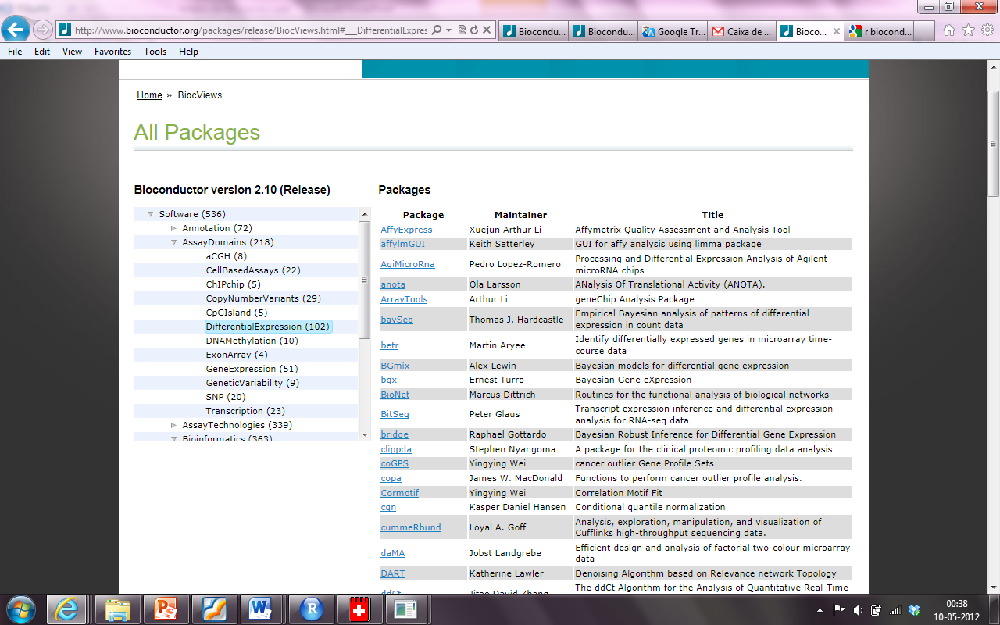 http://www.bioconductor.org/packages/release/BiocViews.html#___DifferentialExpres
Biocondu...
Biocondu...
Google Tr...
Caixa de ...
Bioco...
r biocond...
File Edit View Favorites Tools Help
Home » BiocViews
All Packages
Bioconductor version 2.10 (Release)
Software (536)
Annotation (72)
AssayDomains (218)
aCGH (8)
CellBasedAssays (22)
ChIPchip (5)
CopyNumberVariants (29)
CpGIsland (5)
DifferentialExpression (102)
DNAMethylation (10)
ExonArray (4)
GeneExpression (51)
GeneticVariability (9)
SNP (20)
Transcription (23)
AssayTechnologies (339)
Bioinformatics (363)
Packages
Package Maintainer Title
AffyExpress Xuejun Arthur Li Affymetrix Quality Assessment and Analysis Tool
affylmGUI Keith Satterley GUI for affy analysis using limma package
AgiMicroRna Pedro Lopez-Romero Processing and Differential Expression Analysis of Agilent
microRNA chips
anota Ola Larsson ANalysis Of Translational Activity (ANOTA).
ArrayTools Arthur Li geneChip Analysis Package
baySeq Thomas J. Hardcastle Empirical Bayesian analysis of patterns of differential
expression in count data
betr Martin Aryee Identify differentially expressed genes in microarray time-
course data
BGmix Alex Lewin Bayesian models for differential gene expression
bgx Ernest Turro Bayesian Gene eXpression
BioNet Marcus Dittrich Routines for the functional analysis of biological networks
BitSeq Peter Glaus Transcript expression inference and differential expression
analysis for RNA-seq data
bridge Raphael Gottardo Bayesian Robust Inference for Differential Gene Expression
clippda Stephen Nyangoma A package for the clinical proteomic profiling data analysis
coGPS Yingying Wei cancer outlier Gene Profile Sets
copa James W. MacDonald Functions to perform cancer outlier profile analysis.
Cormotif Yingying Wei Correlation Motif Fit
cqn Kasper Daniel Hansen Conditional quantile normalization
cummeRbund Loyal A. Goff Analysis, exploration, manipulation, and visualization of
Cufflinks high-throughput sequencing data.
daMA Jobst Landgrebe Efficient design and analysis of factorial two-colour microarray
data
DART Katherine Lawler Denoising Algorithm based on Relevance network Topology
ddCt Jitao David Zhang The ddCt Algorithm for the Analysis of Quantitative Real-Time
00:38
10-05-2012